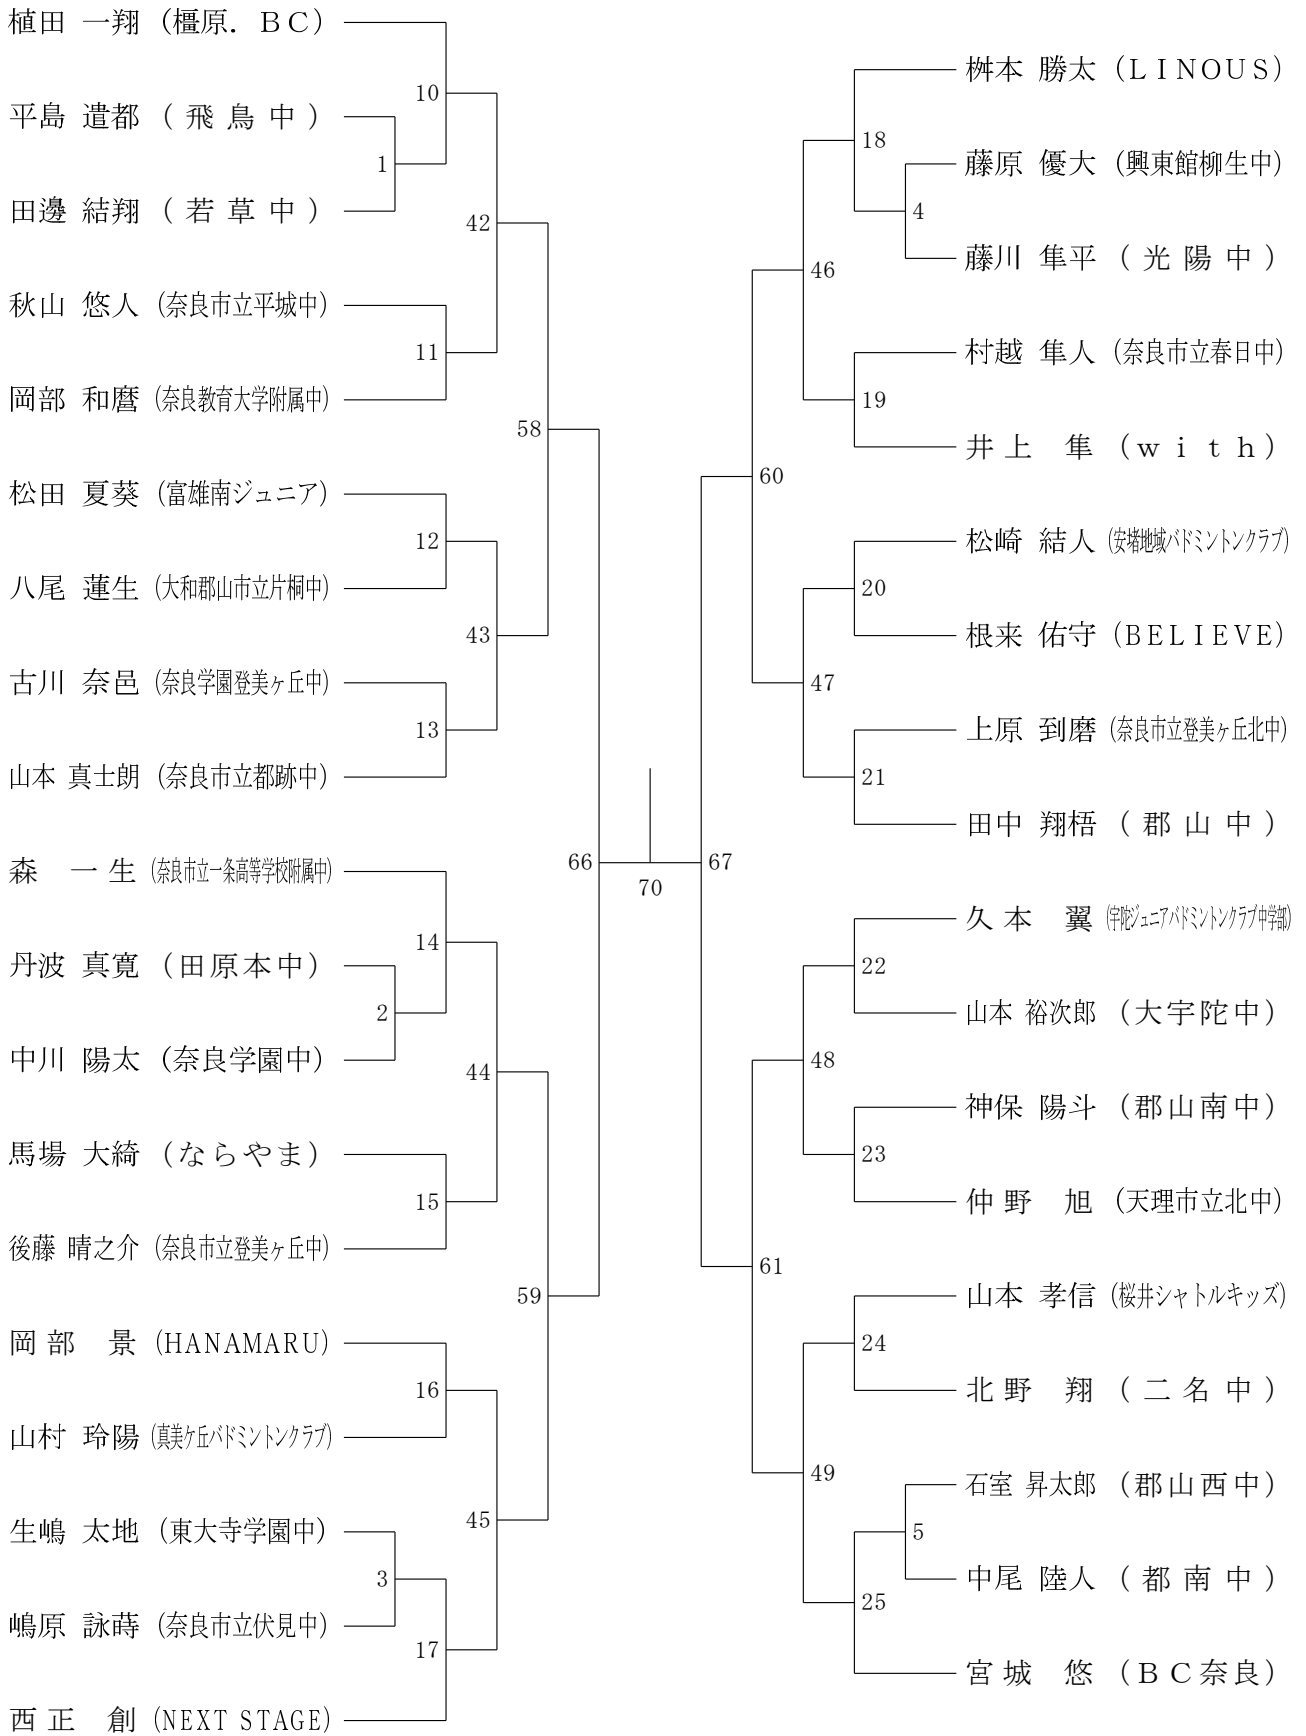 植田 一翔 (橿原．ＢＣ)
10
平島 遣都 ( 飛 鳥 中 )
1
田邊 結翔 ( 若 草 中 )
42
秋山 悠人 (奈良市立平城中)
11
岡部 和麿 (奈良教育大学附属中)
58
松田 夏葵 (富雄南ジュニア)
12
八尾 蓮生 (大和郡山市立片桐中)
43
古川 奈邑 (奈良学園登美ヶ丘中)
13
山本 真士朗 (奈良市立都跡中)
66
森 一生 (奈良市立一条高等学校附属中)
14
丹波 真寛 (田原本中)
2
中川 陽太 (奈良学園中)
44
馬場 大綺 (ならやま)
15
後藤 晴之介 (奈良市立登美ヶ丘中)
59
岡部 景 (HANAMARU)
16
山村 玲陽 (真美ケ丘バドミントンクラブ)
45
生嶋 太地 (東大寺学園中)
3
嶋原 詠蒔 (奈良市立伏見中)
17
西正 創 (NEXT STAGE)
70
桝本 勝太 (ＬＩＮＯＵＳ)
18
藤原 優大 (興東館柳生中)
4
藤川 隼平 ( 光 陽 中 )
46
村越 隼人 (奈良市立春日中)
19
井上 隼 (ｗｉｔｈ)
60
松崎 結人 (安堵地域バドミントンクラブ)
20
根来 佑守 (BELIEVE)
47
上原 到磨 (奈良市立登美ヶ丘北中)
21
田中 翔梧 ( 郡 山 中 )
67
久本 翼 (宇陀ジュニアバドミントンクラブ中学部)
22
山本 裕次郎 (大宇陀中)
48
神保 陽斗 (郡山南中)
23
仲野 旭 (天理市立北中)
61
山本 孝信 (桜井シャトルキッズ)
24
北野 翔 ( 二 名 中 )
49
石室 昇太郎 (郡山西中)
5
中尾 陸人 ( 都 南 中 )
25
宮城 悠 (ＢＣ奈良)